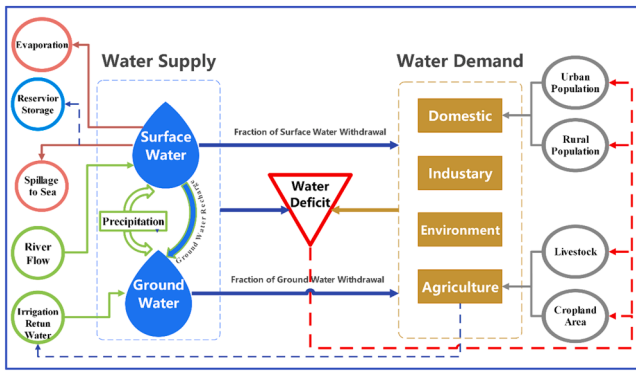 Evaporation
Water Supply
Water Demand
Reservior
Storage
Surface
Water
Spillage
to Sea
Fraction of Surface Water Withdrawal
Domestic
Urban
Population
Rural
Population
Industary
Water
Deficit
Precipitation
Ground Water Recharge
River
Flow
Environment
Ground
Water
Fraction of Ground Water Withdrawal
Agriculture
Livestock
Cropland
Area
Irrigation
Retun
Water